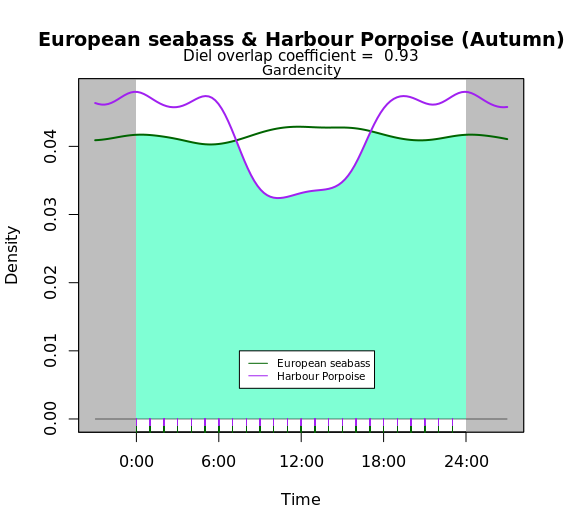 European seabass & Harbour Porpoise (Autumn)
Diel overlap coefficient =  0.93
Gardencity
Density
0.04
0.03
0.02
0.01
0.00
European seabass
Harbour Porpoise
0:00 6:00 12:00 18:00 24:00
Time